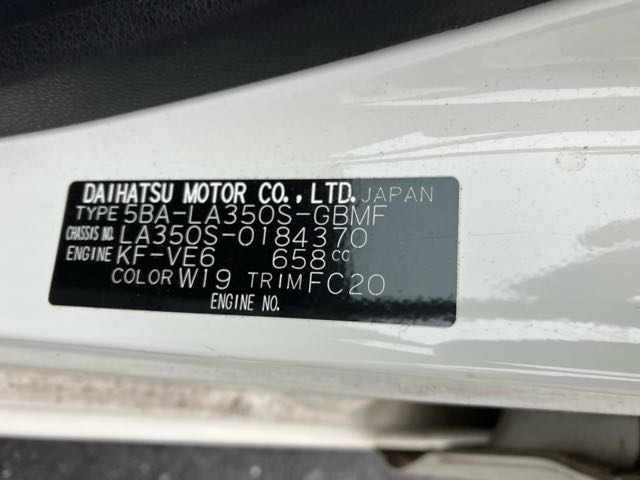 DAIHATSU MOTOR CO.,LTD.JAPAN
TYPE 5BA-LA350S-GBMF
CHASSIS NO. LA350S-0184370
ENGINE KF-VE6 658cc
COLOR W19 TRIM FC20
ENGINE NO.